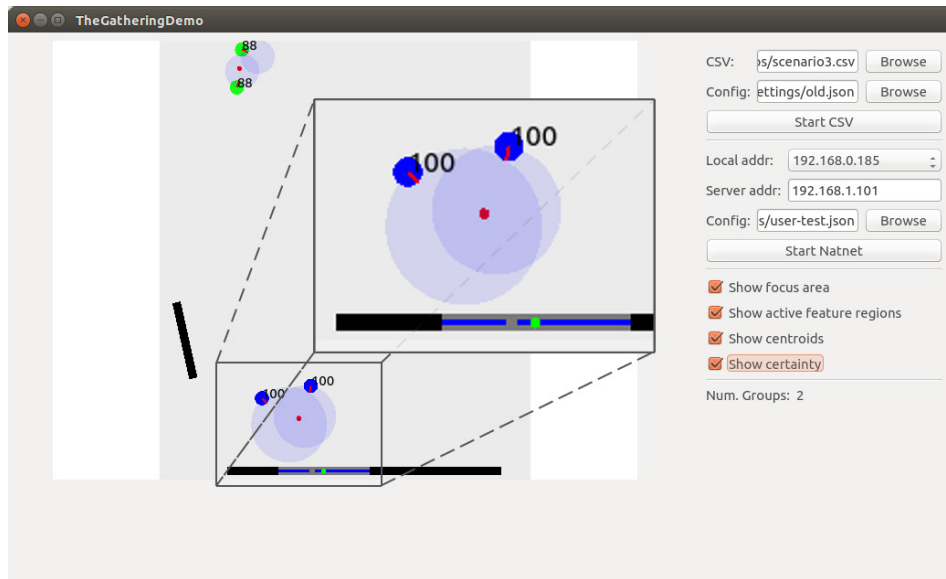 TheGatheringDemo
88
88
100
100
100
100
CSV: os/scenario3.csv Browse
Config: ettings/old.json Browse
Start CSV
Local addr: 192.168.0.185
Server addr: 192.168.1.101
Config: s/user-test.json Browse
Start Natnet
Show focus area
Show active feature regions
Show centroids
Show certainty
Num. Groups: 2